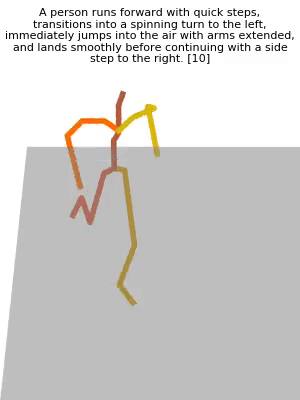 A person runs forward with quick steps,
transitions into a spinning turn to the left,
immediately jumps into the air with arms extended,
and lands smoothly before continuing with a side
step to the right. [10]